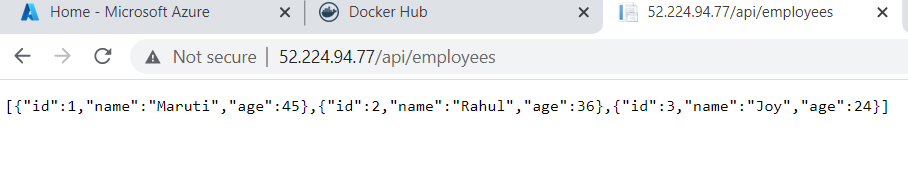 Home - Microsoft Azure
Docker Hub
52.224.94.77/api/employees
Not secure | 52.224.94.77/api/employees
[{"id":1,"name":"Maruti","age":45},{"id":2,"name":"Rahul","age":36},{"id":3,"name":"Joy","age":24}]